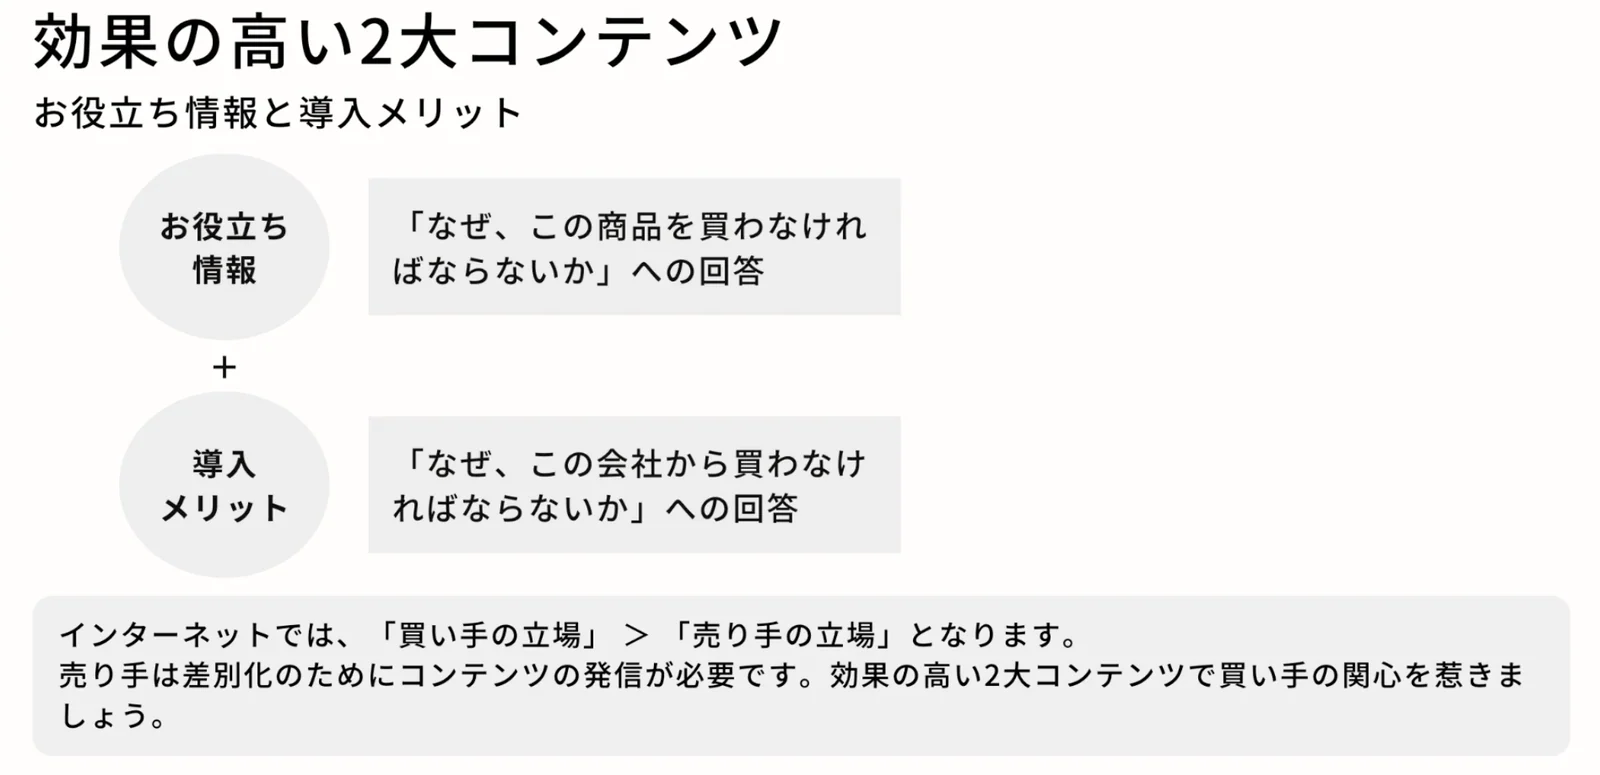 効果の高い2大コンテンツ
お役立ち情報と導入メリット
お役立ち
情報
「なぜ、この商品を買わなけれ
ばならないか」への回答
＋
導入
メリット
「なぜ、この会社から買わなけ
ればならないか」への回答
インターネットでは、「買い手の立場」 ＞ 「売り手の立場」となります。
売り手は差別化のためにコンテンツの発信が必要です。効果の高い2大コンテンツで買い手の関心を惹きま
しょう。